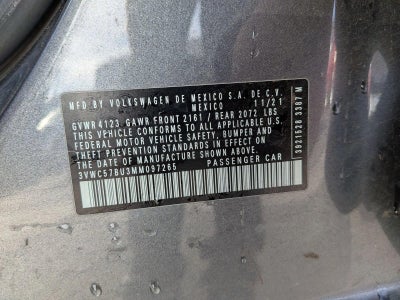 MFD BY VOLKSWAGEN DE MEXICO S.A. DE C.V.
MEXICO 11/21
GVWR 4123 GAWR FRONT 2161 / REAR 2072 LBS
THIS VEHICLE CONFORMS TO ALL APPLICABLE
FEDERAL MOTOR VEHICLE SAFETY, BUMPER AND
THEFT PREVENTION STANDARDS IN EFFECT ON
THE DATE OF MANUFACTURE SHOWN ABOVE
3VWC57BU3MM097265 PASSENGER CAR
3921528 3387 M